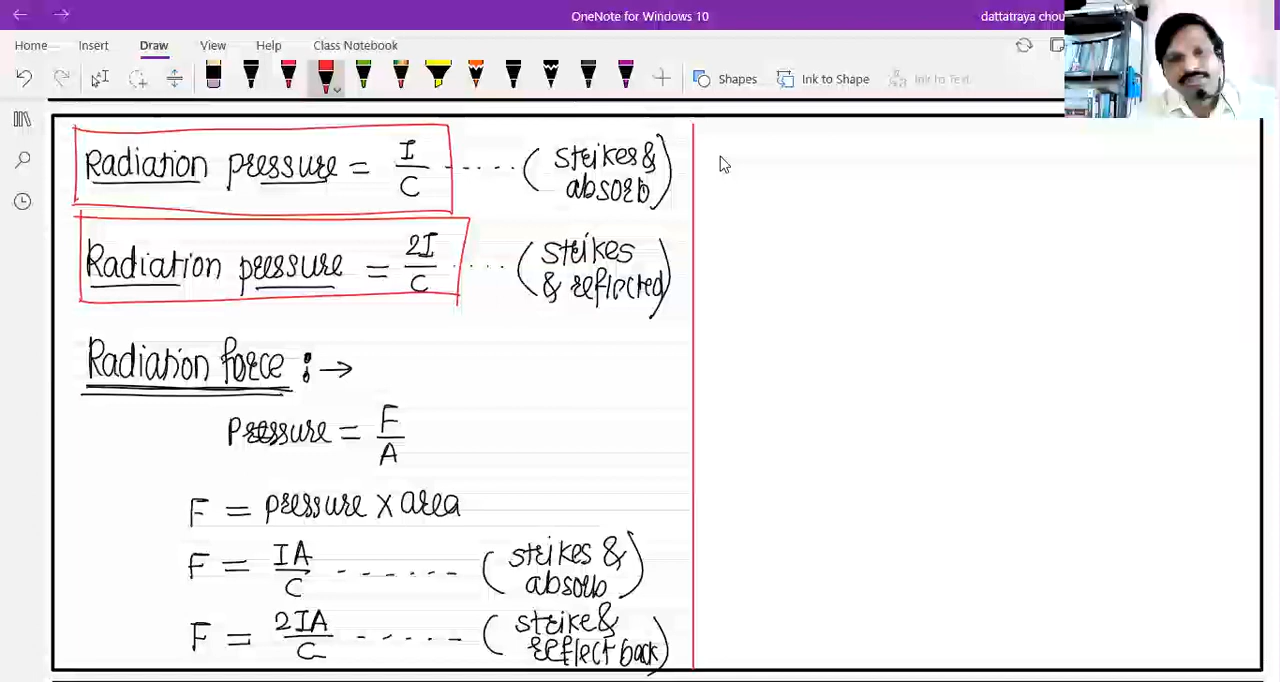 OneNote for Windows 10
dattatraya chou
Home Insert Draw View Help Class Notebook
Shapes Ink to Shape Ink to Text
Radiation pressure = I/C ...... (strikes & absorb)
Radiation pressure = 2I/C ..... (strikes & reflected)
Radiation force :→
Pressure = F/A
F = pressure X area
F = IA/C ------- (strikes & absorb)
F = 2IA/C ------ (strike & reflect back)